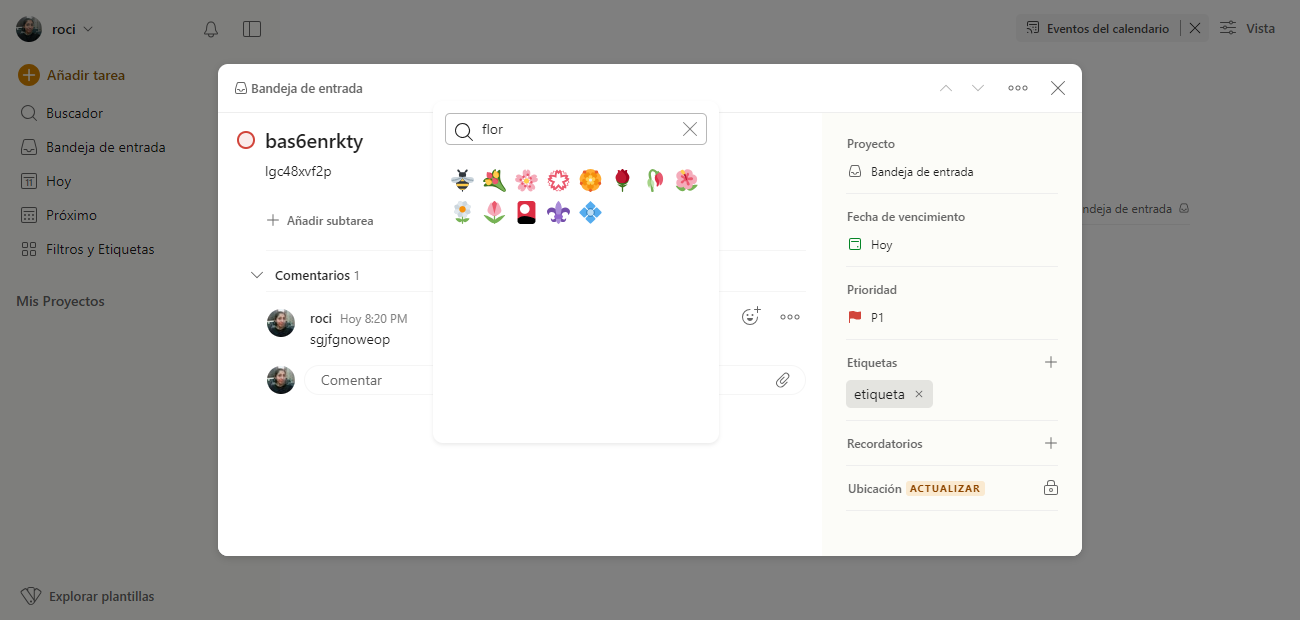 roci
Eventos del calendario
Vista
Añadir tarea
Buscador
Bandeja de entrada
11 Hoy
Próximo
Filtros y Etiquetas
Mis Proyectos
Explorar plantillas
Bandeja de entrada
bas6enrkty
lgc48xvf2p
Añadir subtarea
Comentarios 1
roci Hoy 8:20 PM
sgjfgnoweop
Comentar
flor
Proyecto
Bandeja de entrada
Fecha de vencimiento
Hoy
Prioridad
P1
Etiquetas
etiqueta
Recordatorios
Ubicación ACTUALIZAR
ndeja de entrada